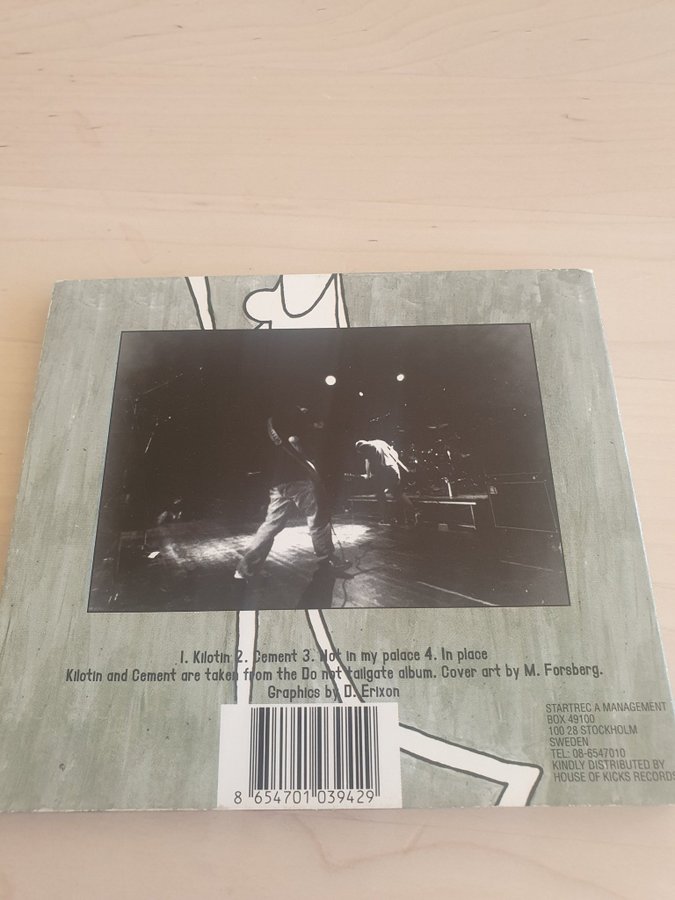 1. Kilotin 2. Cement 3. Not in my palace 4. In place
Kilotin and Cement are taken from the Do not tailgate album. Cover art by M. Forsberg.
Graphics by D. Erixon
STARTREC A MANAGEMENT
BOX 49100
100 28 STOCKHOLM
SWEDEN
TEL: 08-6547010
KINDLY DISTRIBUTED BY
HOUSE OF KICKS RECORDS
8 654701 039429